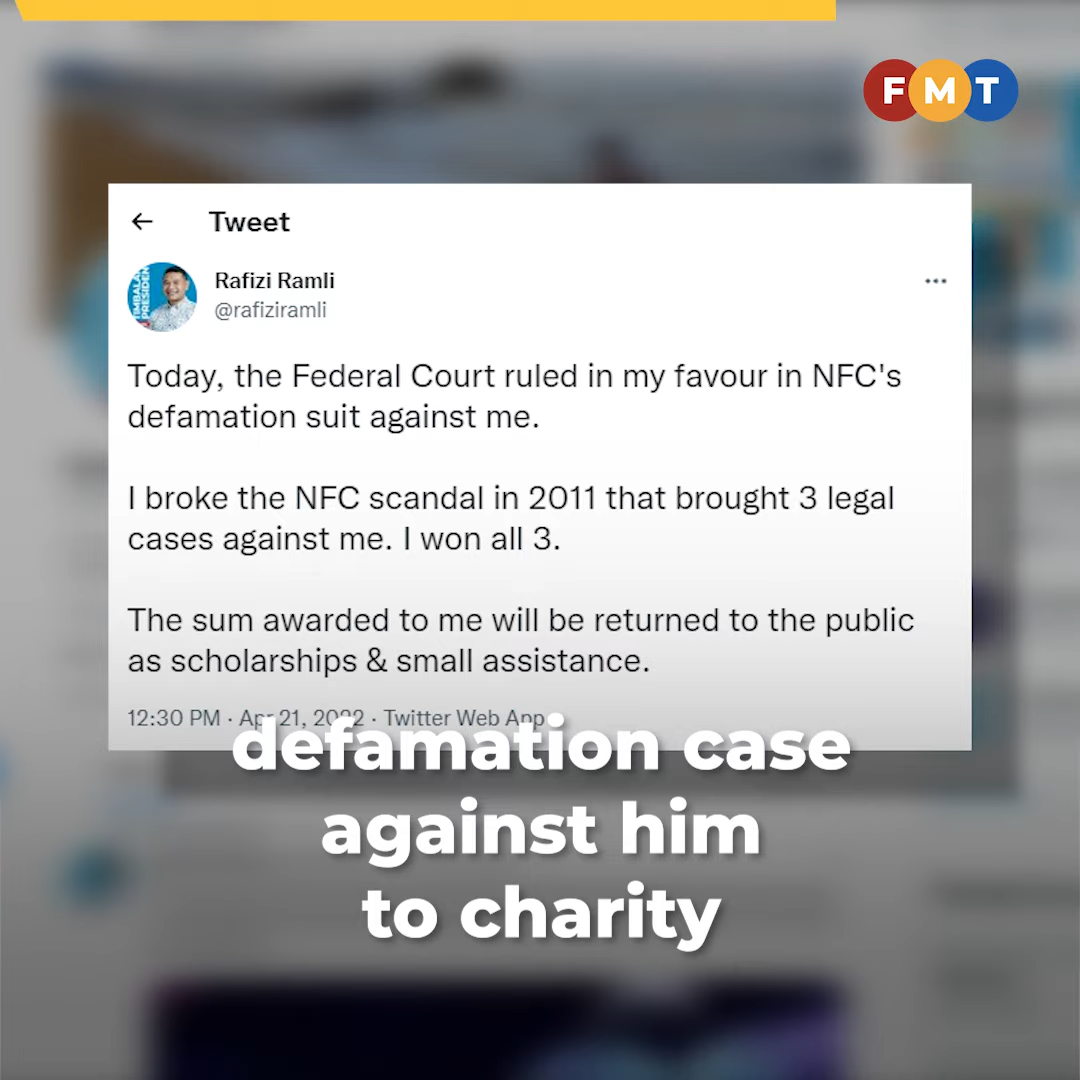 FMT
← Tweet
Rafizi Ramli
@rafiziramli
Today, the Federal Court ruled in my favour in NFC's
defamation suit against me.
I broke the NFC scandal in 2011 that brought 3 legal
cases against me. I won all 3.
The sum awarded to me will be returned to the public
as scholarships & small assistance.
12:30 PM · Apr 21, 2022 · Twitter Web App
defamation case
against him
to charity